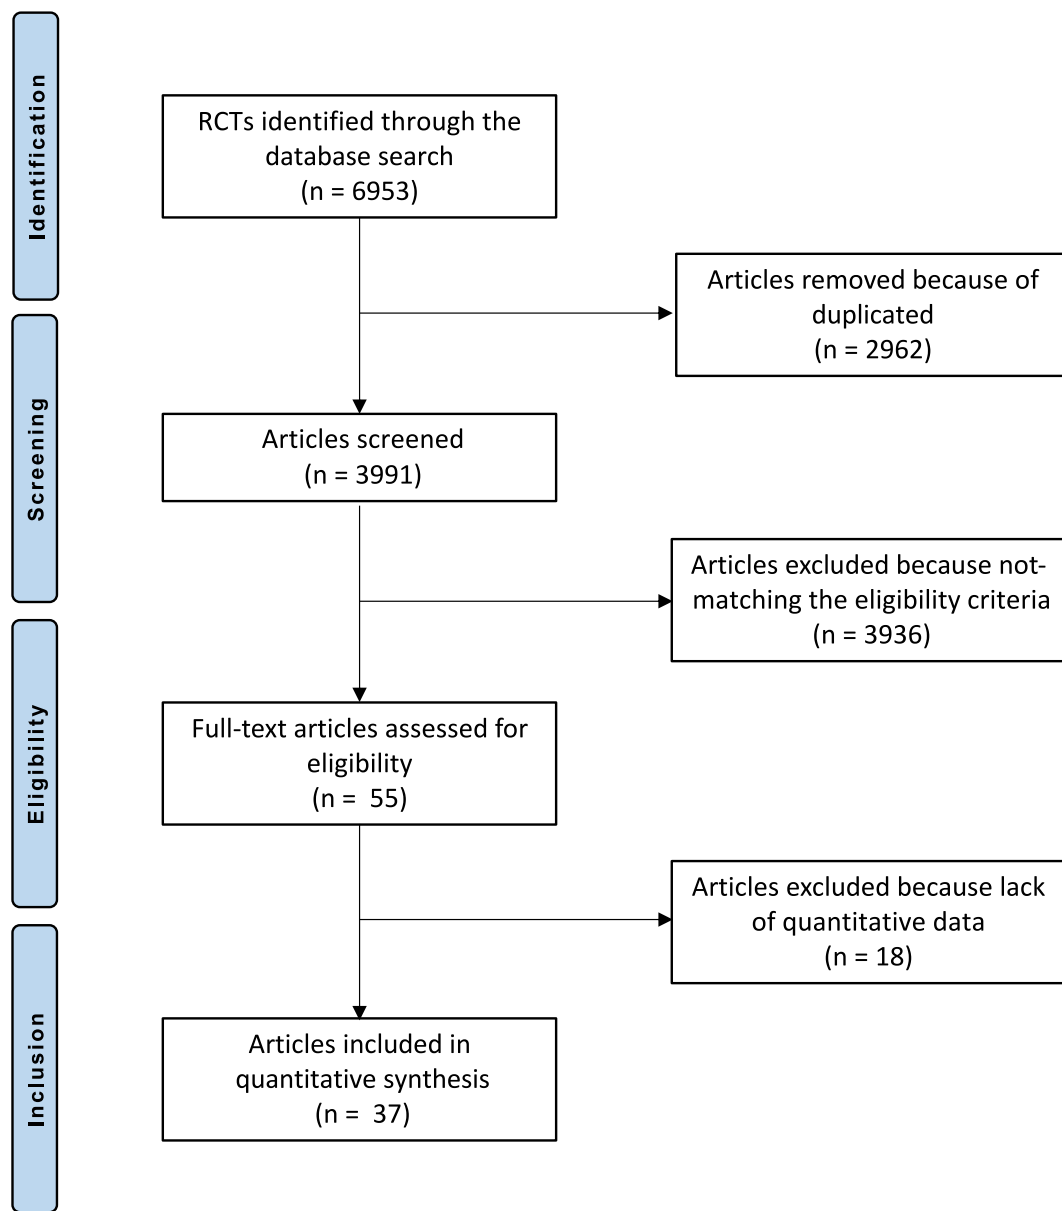 Identification
RCTs identified through the
database search
(n = 6953)
Articles removed because of
duplicated
(n = 2962)
Screening
Articles screened
(n = 3991)
Articles excluded because not-
matching the eligibility criteria
(n = 3936)
Eligibility
Full-text articles assessed for
eligibility
(n =  55)
Articles excluded because lack
of quantitative data
(n = 18)
Inclusion
Articles included in
quantitative synthesis
(n =  37)